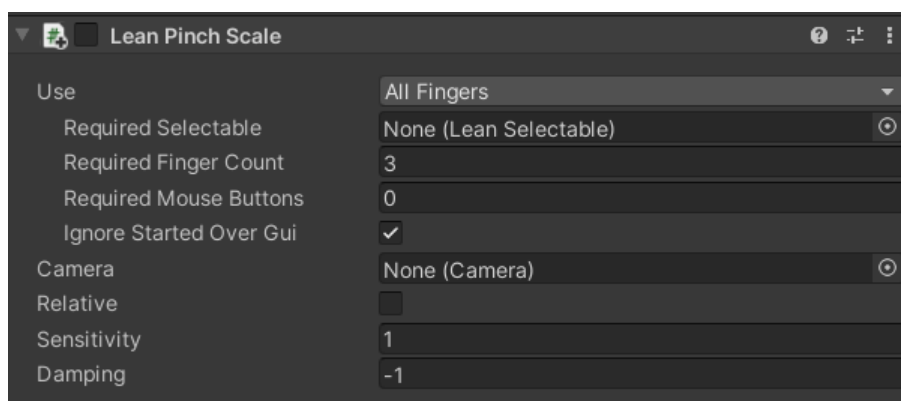 Lean Pinch Scale
Use All Fingers
Required Selectable None (Lean Selectable)
Required Finger Count 3
Required Mouse Buttons 0
Ignore Started Over Gui
Camera None (Camera)
Relative
Sensitivity 1
Damping -1